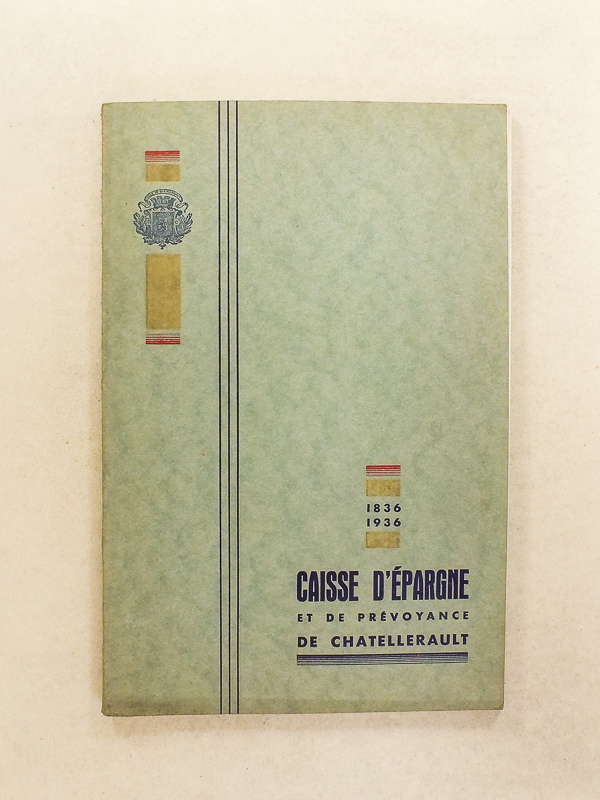 1836
1936
CAISSE D'ÉPARGNE
ET DE PRÉVOYANCE
DE CHATELLERAULT